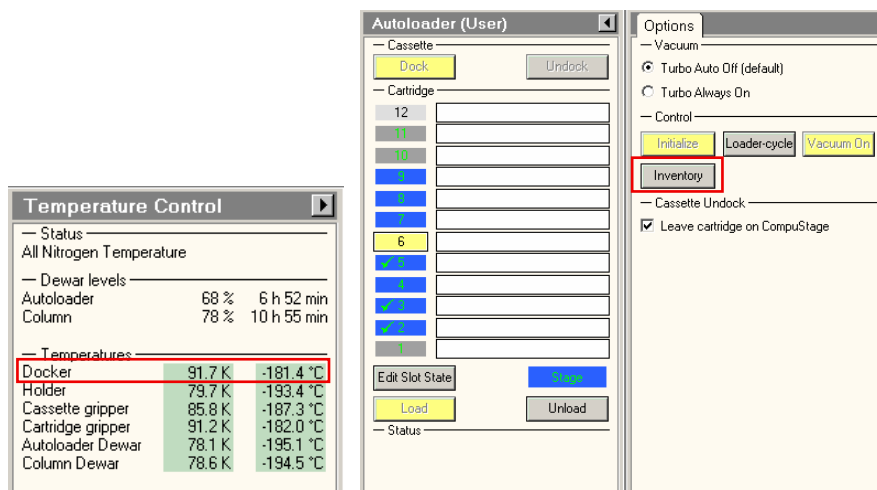 Temperature Control
Status
All Nitrogen Temperature
Dewar levels
Autoloader 68 % 6 h 52 min
Column 78 % 10 h 55 min
Temperatures
Docker 91.7 K -181.4 °C
Holder 79.7 K -193.4 °C
Cassette gripper 85.8 K -187.3 °C
Cartridge gripper 91.2 K -182.0 °C
Autoloader Dewar 78.1 K -195.1 °C
Column Dewar 78.6 K -194.5 °C
Autoloader (User)
Cassette
Dock Undock
Cartridge
12
11
10
9
8
7
6
5
4
3
2
1
Edit Slot State Stage
Load Unload
Status
Options
Vacuum
Turbo Auto Off (default)
Turbo Always On
Control
Initialize Loader-cycle Vacuum On
Inventory
Cassette Undock
Leave cartridge on CompuStage